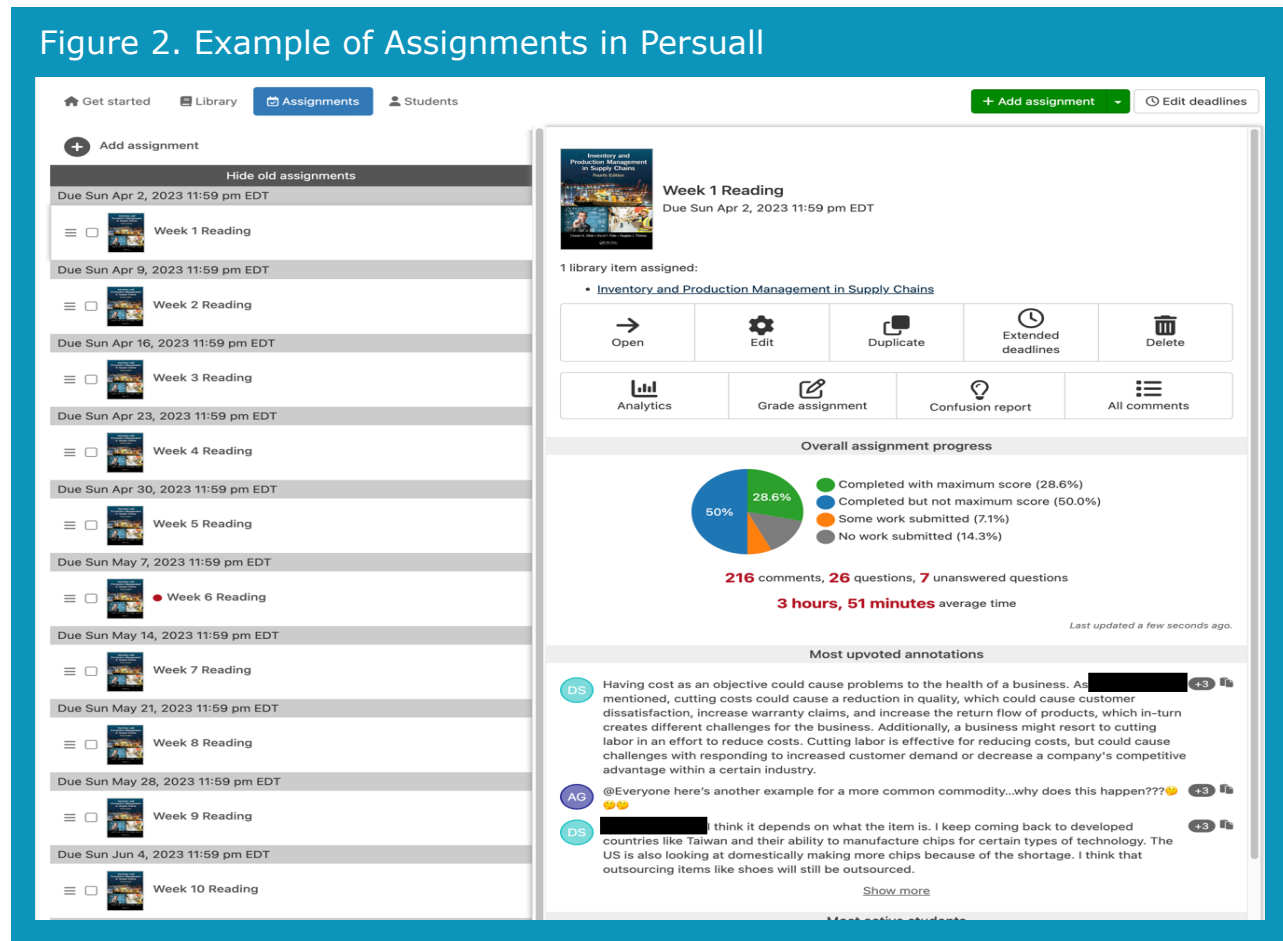 Figure 2. Example of Assignments in Persuall
Get started
Library
Assignments
Students
+ Add assignment
Edit deadlines
Add assignment
Hide old assignments
Due Sun Apr 2, 2023 11:59 pm EDT
Week 1 Reading
Due Sun Apr 9, 2023 11:59 pm EDT
Week 2 Reading
Due Sun Apr 16, 2023 11:59 pm EDT
Week 3 Reading
Due Sun Apr 23, 2023 11:59 pm EDT
Week 4 Reading
Due Sun Apr 30, 2023 11:59 pm EDT
Week 5 Reading
Due Sun May 7, 2023 11:59 pm EDT
Week 6 Reading
Due Sun May 14, 2023 11:59 pm EDT
Week 7 Reading
Due Sun May 21, 2023 11:59 pm EDT
Week 8 Reading
Due Sun May 28, 2023 11:59 pm EDT
Week 9 Reading
Due Sun Jun 4, 2023 11:59 pm EDT
Week 10 Reading
Inventory and
Production Management
in Supply Chains
Fourth Edition
Week 1 Reading
Due Sun Apr 2, 2023 11:59 pm EDT
1 library item assigned:
• Inventory and Production Management in Supply Chains
Open
Edit
Duplicate
Extended
deadlines
Delete
Analytics
Grade assignment
Confusion report
All comments
Overall assignment progress
28.6%
50%
Completed with maximum score (28.6%)
Completed but not maximum score (50.0%)
Some work submitted (7.1%)
No work submitted (14.3%)
216 comments, 26 questions, 7 unanswered questions
3 hours, 51 minutes average time
Last updated a few seconds ago.
Most upvoted annotations
DS
Having cost as an objective could cause problems to the health of a business. As
+3
mentioned, cutting costs could cause a reduction in quality, which could cause customer
dissatisfaction, increase warranty claims, and increase the return flow of products, which in-turn
creates different challenges for the business. Additionally, a business might resort to cutting
labor in an effort to reduce costs. Cutting labor is effective for reducing costs, but could cause
challenges with responding to increased customer demand or decrease a company's competitive
advantage within a certain industry.
AG
@Everyone here's another example for a more common commodity...why does this happen???🤔
🤔🤔
+3
DS
I think it depends on what the item is. I keep coming back to developed
+3
countries like Taiwan and their ability to manufacture chips for certain types of technology. The
US is also looking at domestically making more chips because of the shortage. I think that
outsourcing items like shoes will still be outsourced.
Show more
Most active students